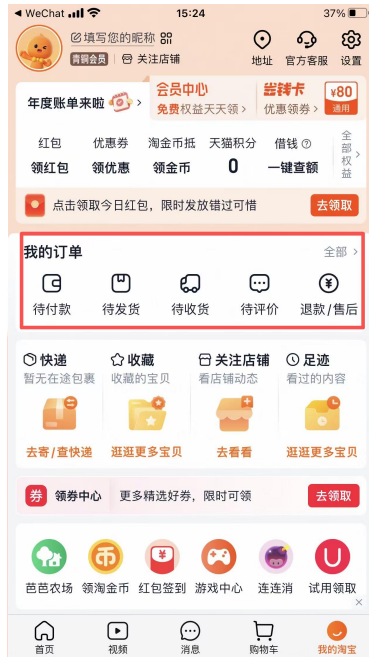 WeChat 15:24 37%
填写您的昵称
青铜会员 关注店铺 地址 官方客服 设置
年度账单来啦 会员中心 尝钱卡 ¥80
免费权益天天领 优惠领券 通用
红包 优惠券 淘金币抵 天猫积分 借钱 全部权益
领红包 领优惠 领金币 0 一键查额
点击领取今日红包,限时发放错过可惜 去领取
我的订单 全部
待付款 待发货 待收货 待评价 退款/售后
快递 收藏 关注店铺 足迹
暂无在途包裹 收藏的宝贝 看店铺动态 看过的内容
去寄/查快递 逛逛更多宝贝 去看看 逛逛更多宝贝
券 领券中心 更多精选好券,限时可领 去领取
芭芭农场 领淘金币 红包签到 游戏中心 连连消 试用领取
首页 视频 消息 购物车 我的淘宝